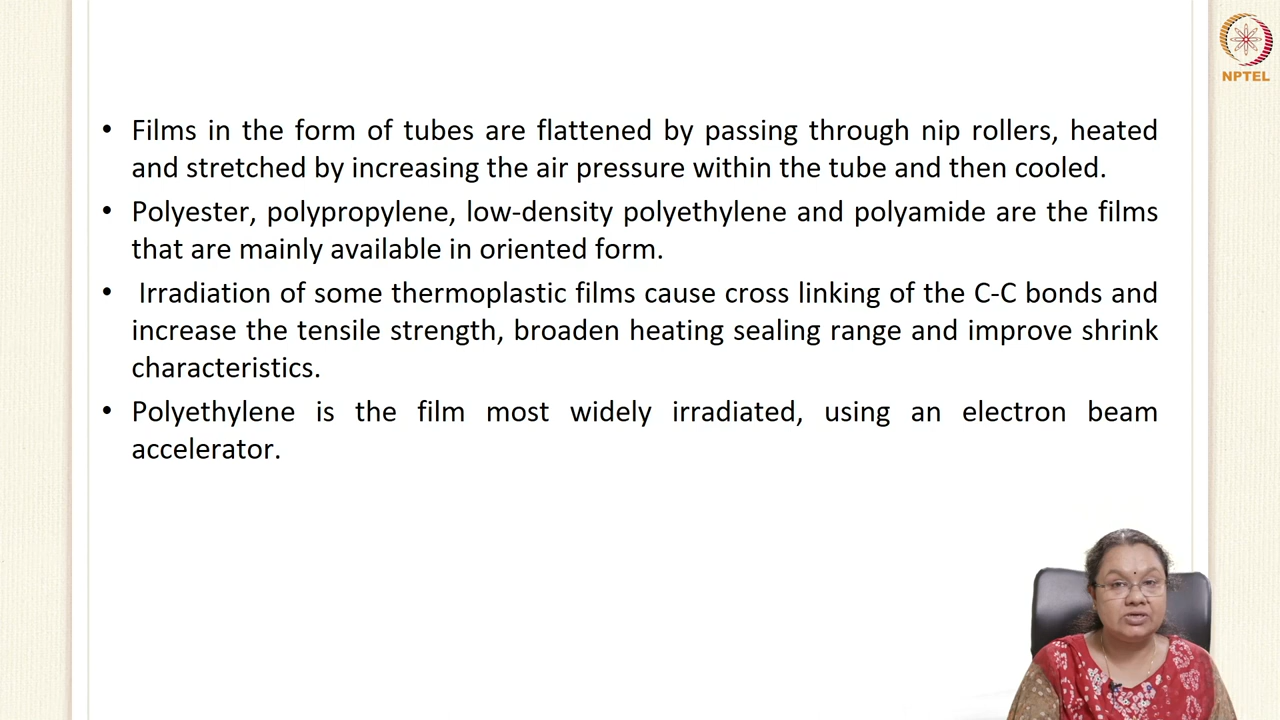 NPTEL
• Films in the form of tubes are flattened by passing through nip rollers, heated
and stretched by increasing the air pressure within the tube and then cooled.
• Polyester, polypropylene, low-density polyethylene and polyamide are the films
that are mainly available in oriented form.
• Irradiation of some thermoplastic films cause cross linking of the C-C bonds and
increase the tensile strength, broaden heating sealing range and improve shrink
characteristics.
• Polyethylene is the film most widely irradiated, using an electron beam
accelerator.